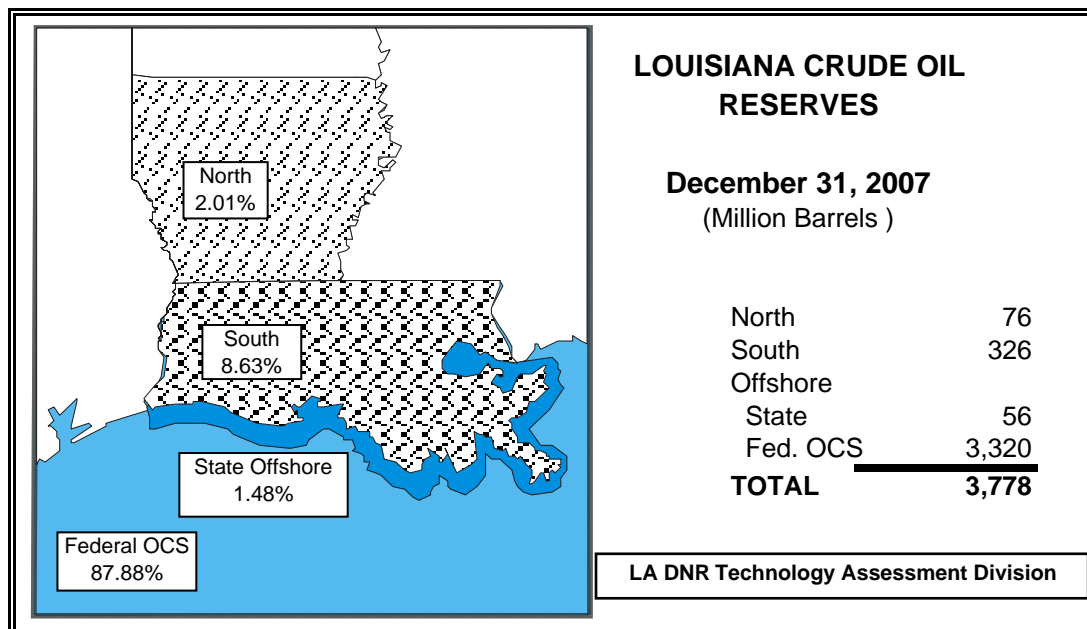 North
2.01%
South
8.63%
State Offshore
1.48%
Federal OCS
87.88%
LOUISIANA CRUDE OIL
RESERVES
December 31, 2007
(Million Barrels )
North 76
South 326
Offshore
State 56
Fed. OCS 3,320
TOTAL 3,778
LA DNR Technology Assessment Division